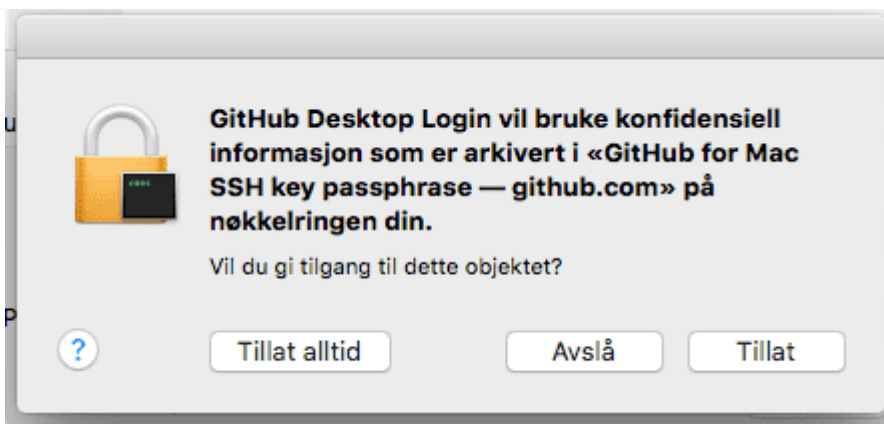 GitHub Desktop Login vil bruke konfidensiell
informasjon som er arkivert i «GitHub for Mac
SSH key passphrase — github.com» på
nøkkelringen din.
Vil du gi tilgang til dette objektet?
?
Tillat alltid
Avslå
Tillat